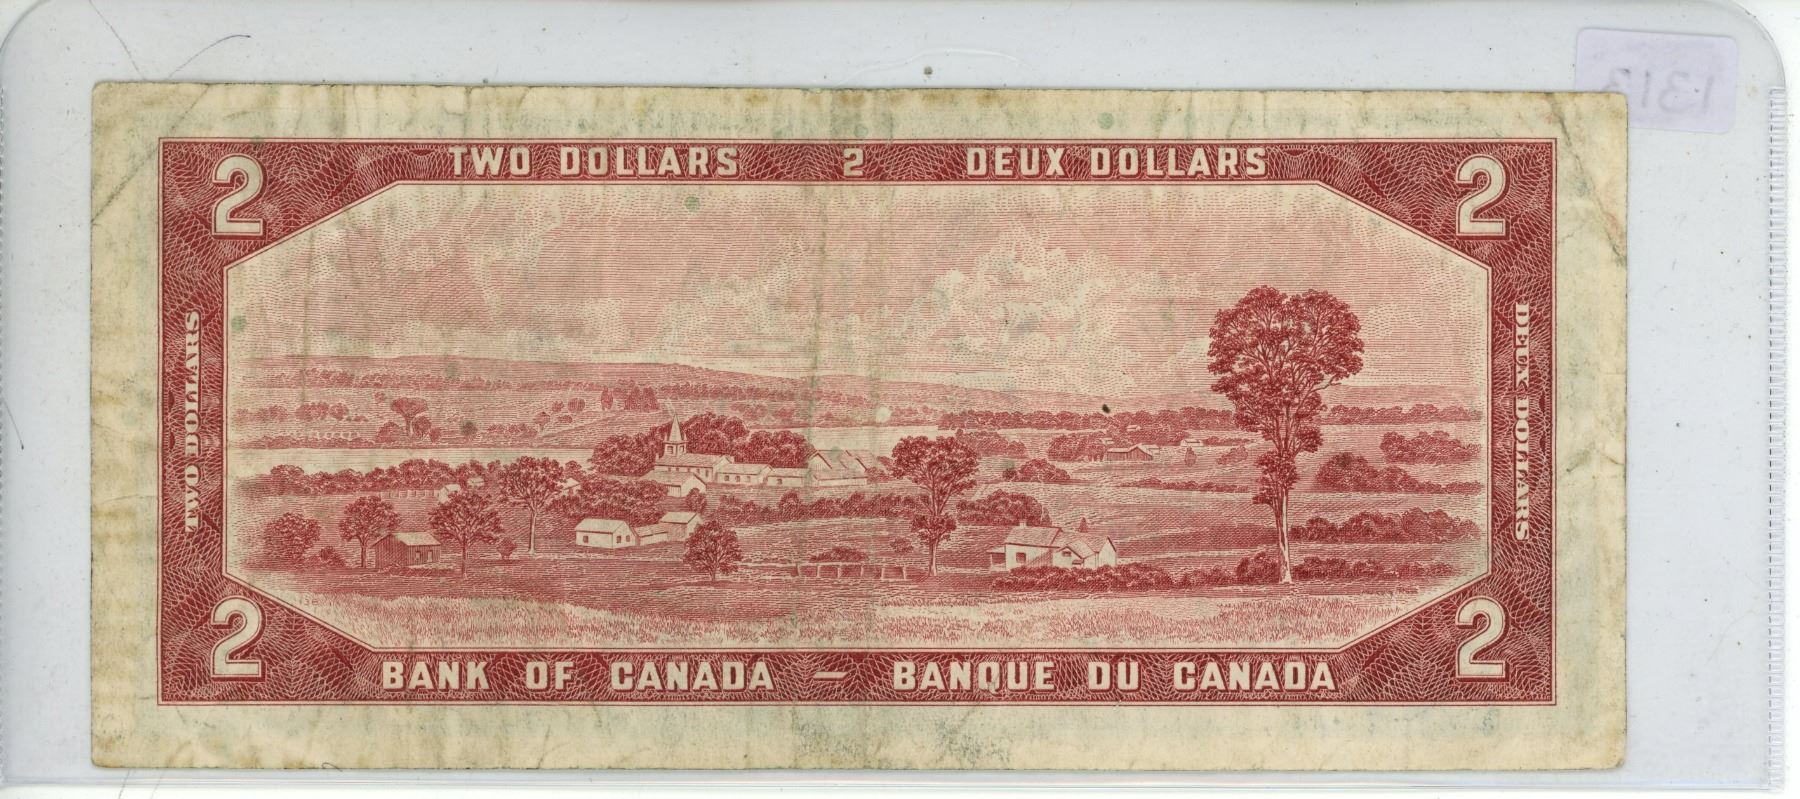 1313
TWO DOLLARS 2 DEUX DOLLARS
2 2
TWO DOLLARS
DEUX DOLLARS
2 2
BANK OF CANADA — BANQUE DU CANADA